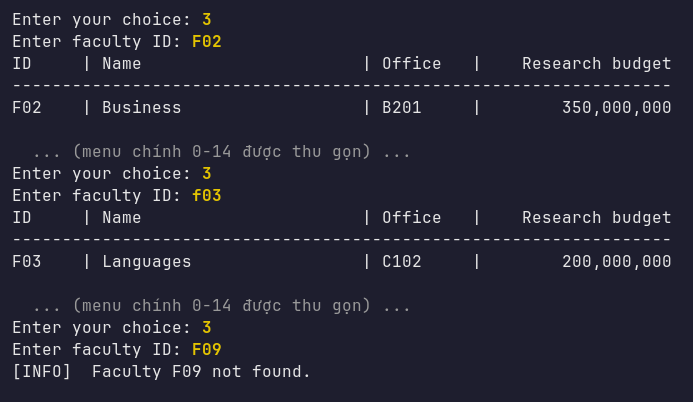 Enter your choice: 3
Enter faculty ID: F02
ID     | Name                      | Office   |    Research budget
------------------------------------------------------------------
F02    | Business                  | B201     |        350,000,000
... (menu chính 0-14 được thu gọn) ...
Enter your choice: 3
Enter faculty ID: f03
ID     | Name                      | Office   |    Research budget
------------------------------------------------------------------
F03    | Languages                 | C102     |        200,000,000
... (menu chính 0-14 được thu gọn) ...
Enter your choice: 3
Enter faculty ID: F09
[INFO]  Faculty F09 not found.